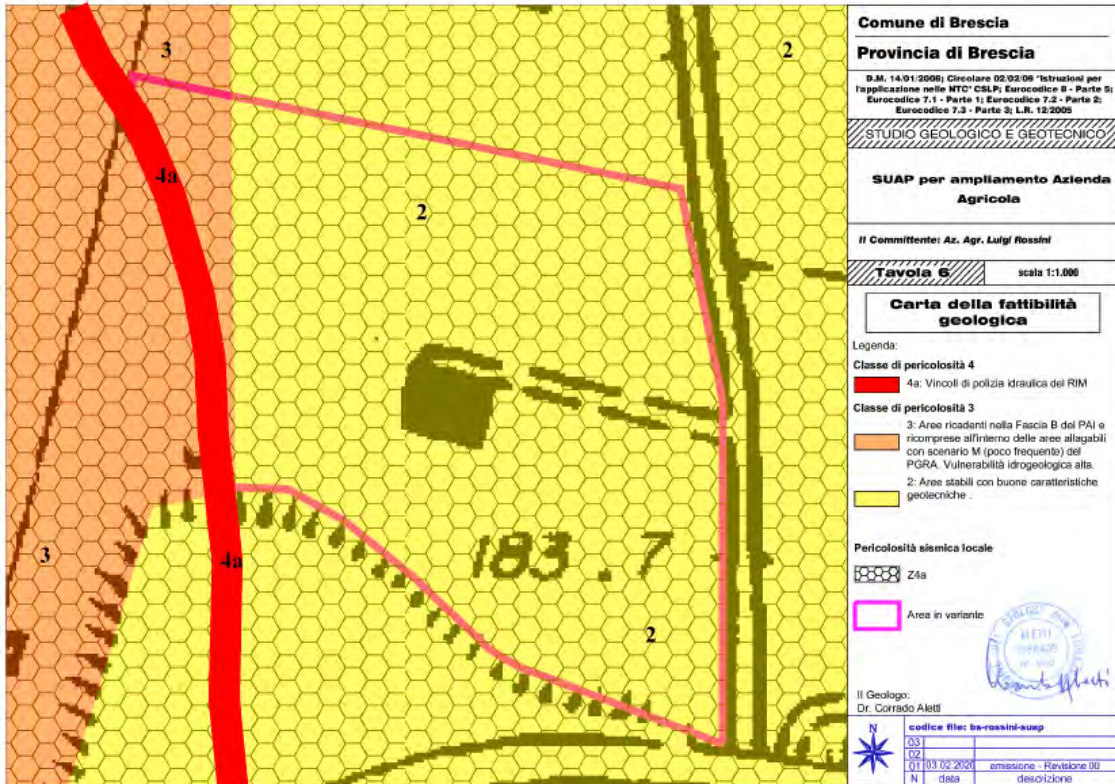 3
2
4a
2
183.7
3
4a
2
Comune di Brescia
Provincia di Brescia
D.M. 14/01/2008; Circolare 02/02/09 "Istruzioni per
l'applicazione nelle NTC" CSLP; Eurocodice 8 - Parte 5;
Eurocodice 7.1 - Parte 1; Eurocodice 7.2 - Parte 2;
Eurocodice 7.3 - Parte 3; L.R. 12/2005
STUDIO GEOLOGICO E GEOTECNICO
SUAP per ampliamento Azienda
Agricola
Il Committente: Az. Agr. Luigi Rossini
Tavola 6
scala 1:1.000
Carta della fattibilità
geologica
Legenda:
Classe di pericolosità 4
4a: Vincoli di polizia idraulica del RIM
Classe di pericolosità 3
3: Aree ricadenti nella Fascia B del PAI e
ricomprese all'interno delle aree allagabili
con scenario M (poco frequente) del
PGRA. Vulnerabilità idrogeologica alta.
2: Aree stabili con buone caratteristiche
geotecniche .
Pericolosità sismica locale
Z4a
Area in variante
ALETTI
CORRADO
Il Geologo:
Dr. Corrado Aletti
N
codice file: bs-rossini-suap
03
02
01 03.02.2020 emissione - Revisione 00
N data descrizione